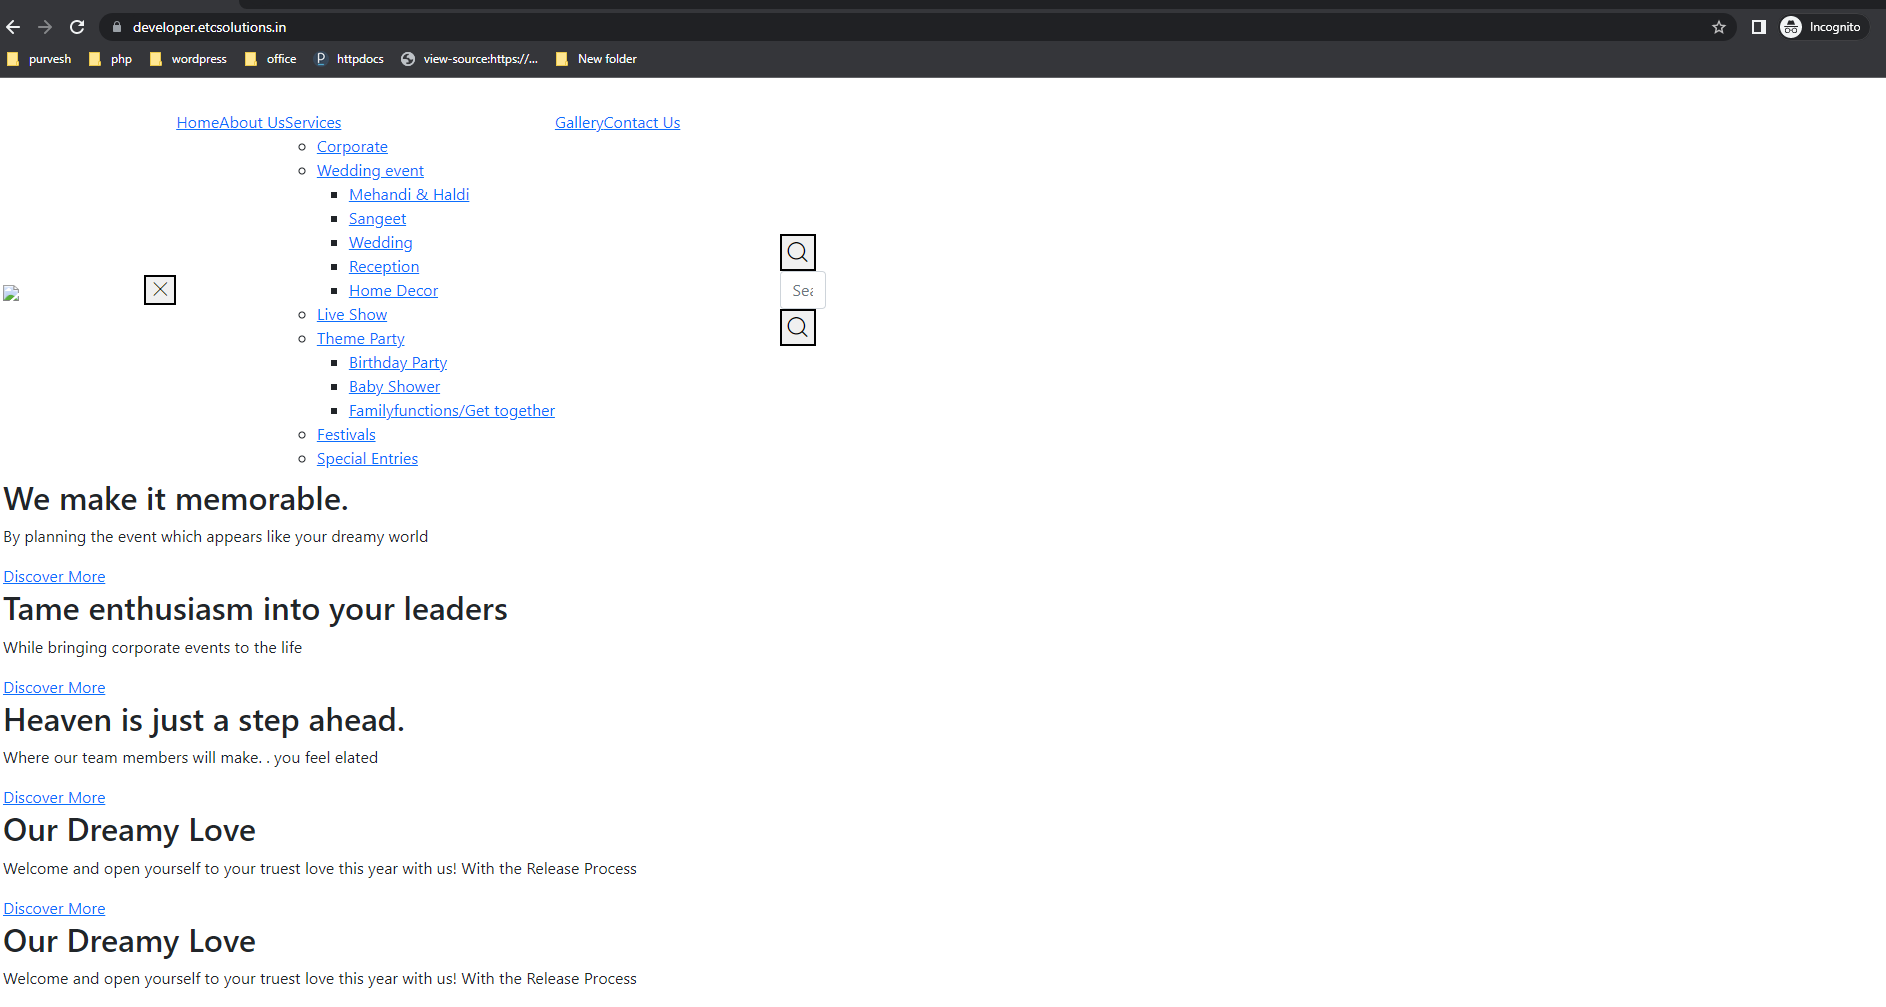 developer.etcsolutions.in
Incognito
purvesh php wordpress office httpdocs view-source:https://... New folder
HomeAbout UsServices GalleryContact Us
Corporate
Wedding event
Mehandi & Haldi
Sangeet
Wedding
Reception
Home Decor
Live Show
Theme Party
Birthday Party
Baby Shower
Familyfunctions/Get together
Festivals
Special Entries
Sea
We make it memorable.
By planning the event which appears like your dreamy world
Discover More
Tame enthusiasm into your leaders
While bringing corporate events to the life
Discover More
Heaven is just a step ahead.
Where our team members will make. . you feel elated
Discover More
Our Dreamy Love
Welcome and open yourself to your truest love this year with us! With the Release Process
Discover More
Our Dreamy Love
Welcome and open yourself to your truest love this year with us! With the Release Process